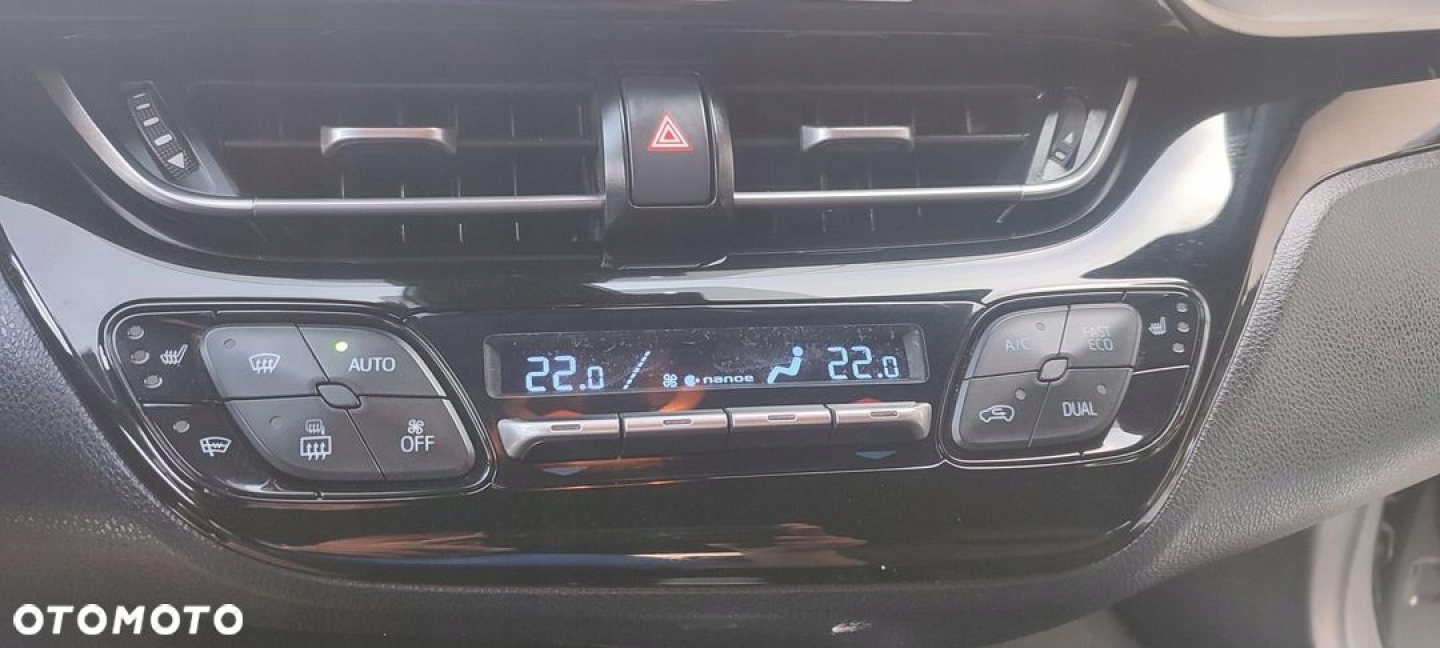 AUTO
OFF
22.0
nanoe
22.0
A/C
FAST
ECO
DUAL
OTOMOTO